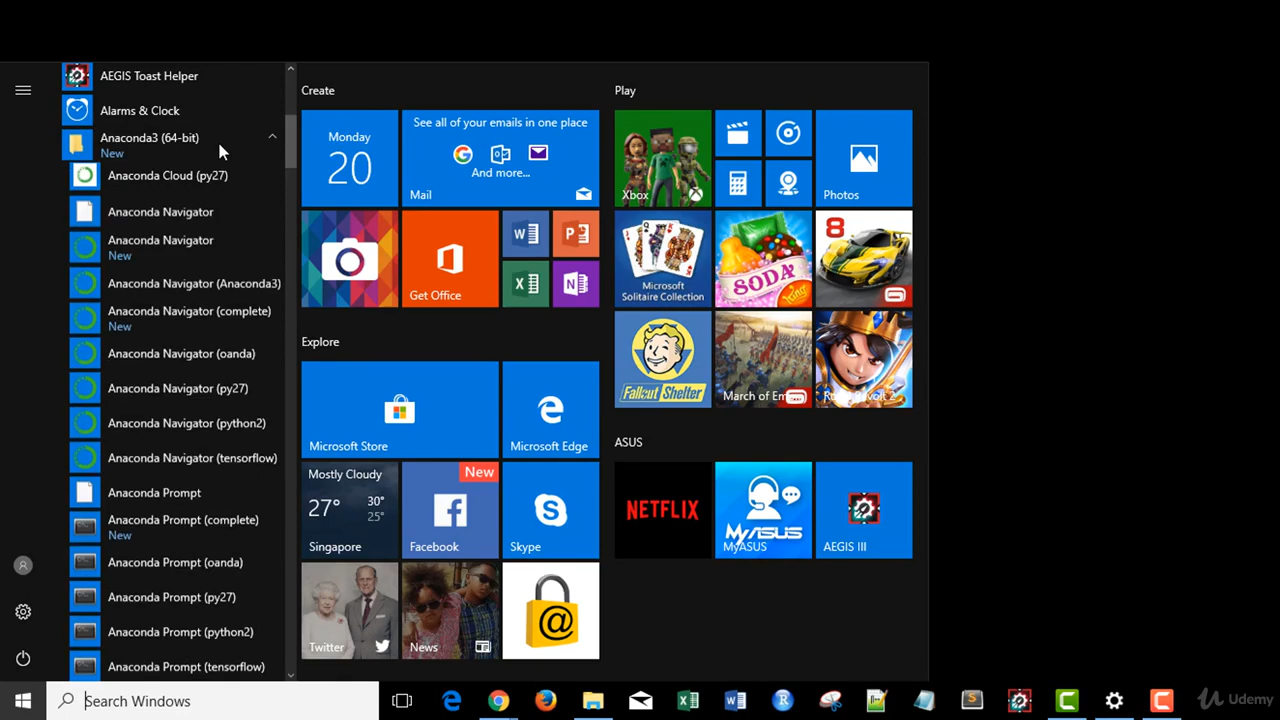 AEGIS Toast Helper
Alarms & Clock
Anaconda3 (64-bit)
New
Anaconda Cloud (py27)
Anaconda Navigator
Anaconda Navigator
New
Anaconda Navigator (Anaconda3)
Anaconda Navigator (complete)
New
Anaconda Navigator (oanda)
Anaconda Navigator (py27)
Anaconda Navigator (python2)
Anaconda Navigator (tensorflow)
Anaconda Prompt
Anaconda Prompt (complete)
New
Anaconda Prompt (oanda)
Anaconda Prompt (py27)
Anaconda Prompt (python2)
Anaconda Prompt (tensorflow)
Create
Monday
20
See all of your emails in one place
And more...
Mail
Get Office
Explore
Microsoft Store
Microsoft Edge
Mostly Cloudy
27°
30°
25°
Singapore
New
Facebook
Skype
Twitter
News
Play
Xbox
Photos
Microsoft
Solitaire Collection
SODA
King
8
Fallout Shelter
March of Em
2
ASUS
NETFLIX
MyASUS
MyASUS
AEGIS III
Search Windows
Udemy